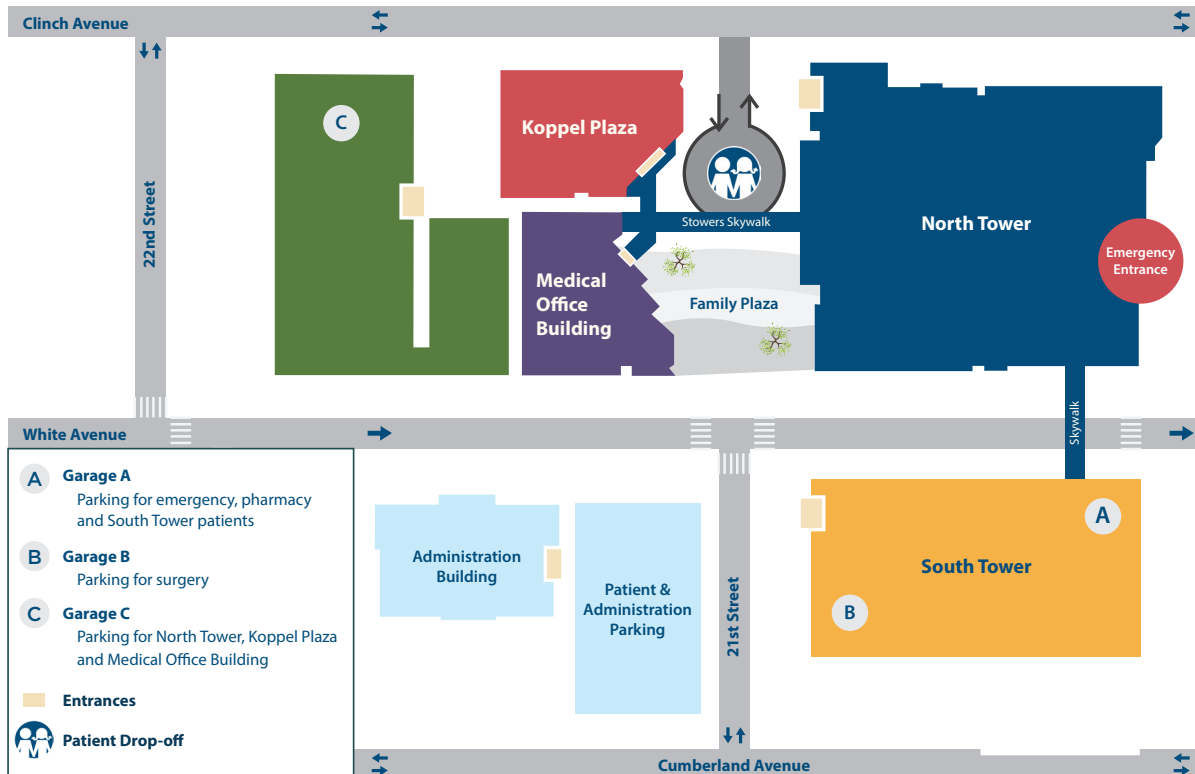 Clinch Avenue
22nd Street
C
Koppel Plaza
Stowers Skywalk
North Tower
Emergency
Entrance
Medical
Office
Building
Family Plaza
Skywalk
White Avenue
A
Garage A
Parking for emergency, pharmacy
and South Tower patients
B
Garage B
Parking for surgery
C
Garage C
Parking for North Tower, Koppel Plaza
and Medical Office Building
Entrances
Patient Drop-off
Administration
Building
Patient &
Administration
Parking
21st Street
A
South Tower
B
Cumberland Avenue